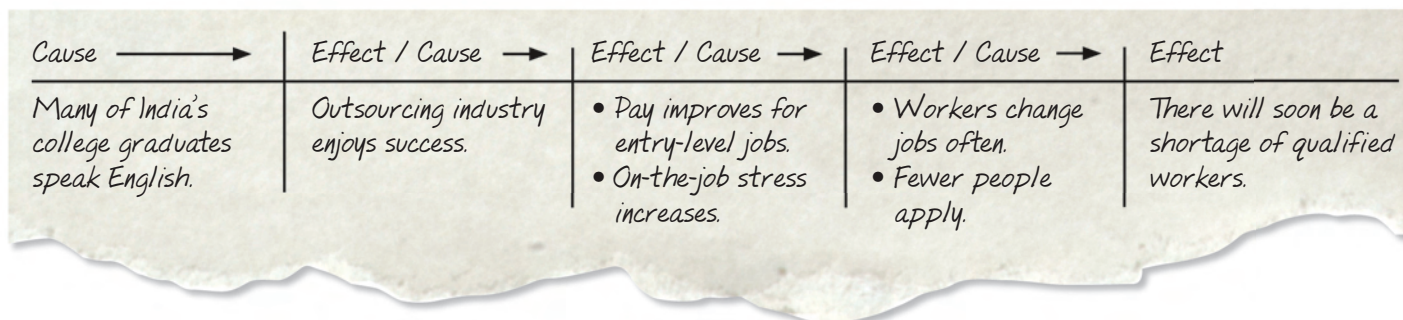 Cause
Many of India's
college graduates
speak English.
Effect / Cause
Outsourcing industry
enjoys success.
Effect / Cause
• Pay improves for
entry-level jobs.
• On-the-job stress
increases.
Effect / Cause
• Workers change
jobs often.
• Fewer people
apply.
Effect
There will soon be a
shortage of qualified
workers.